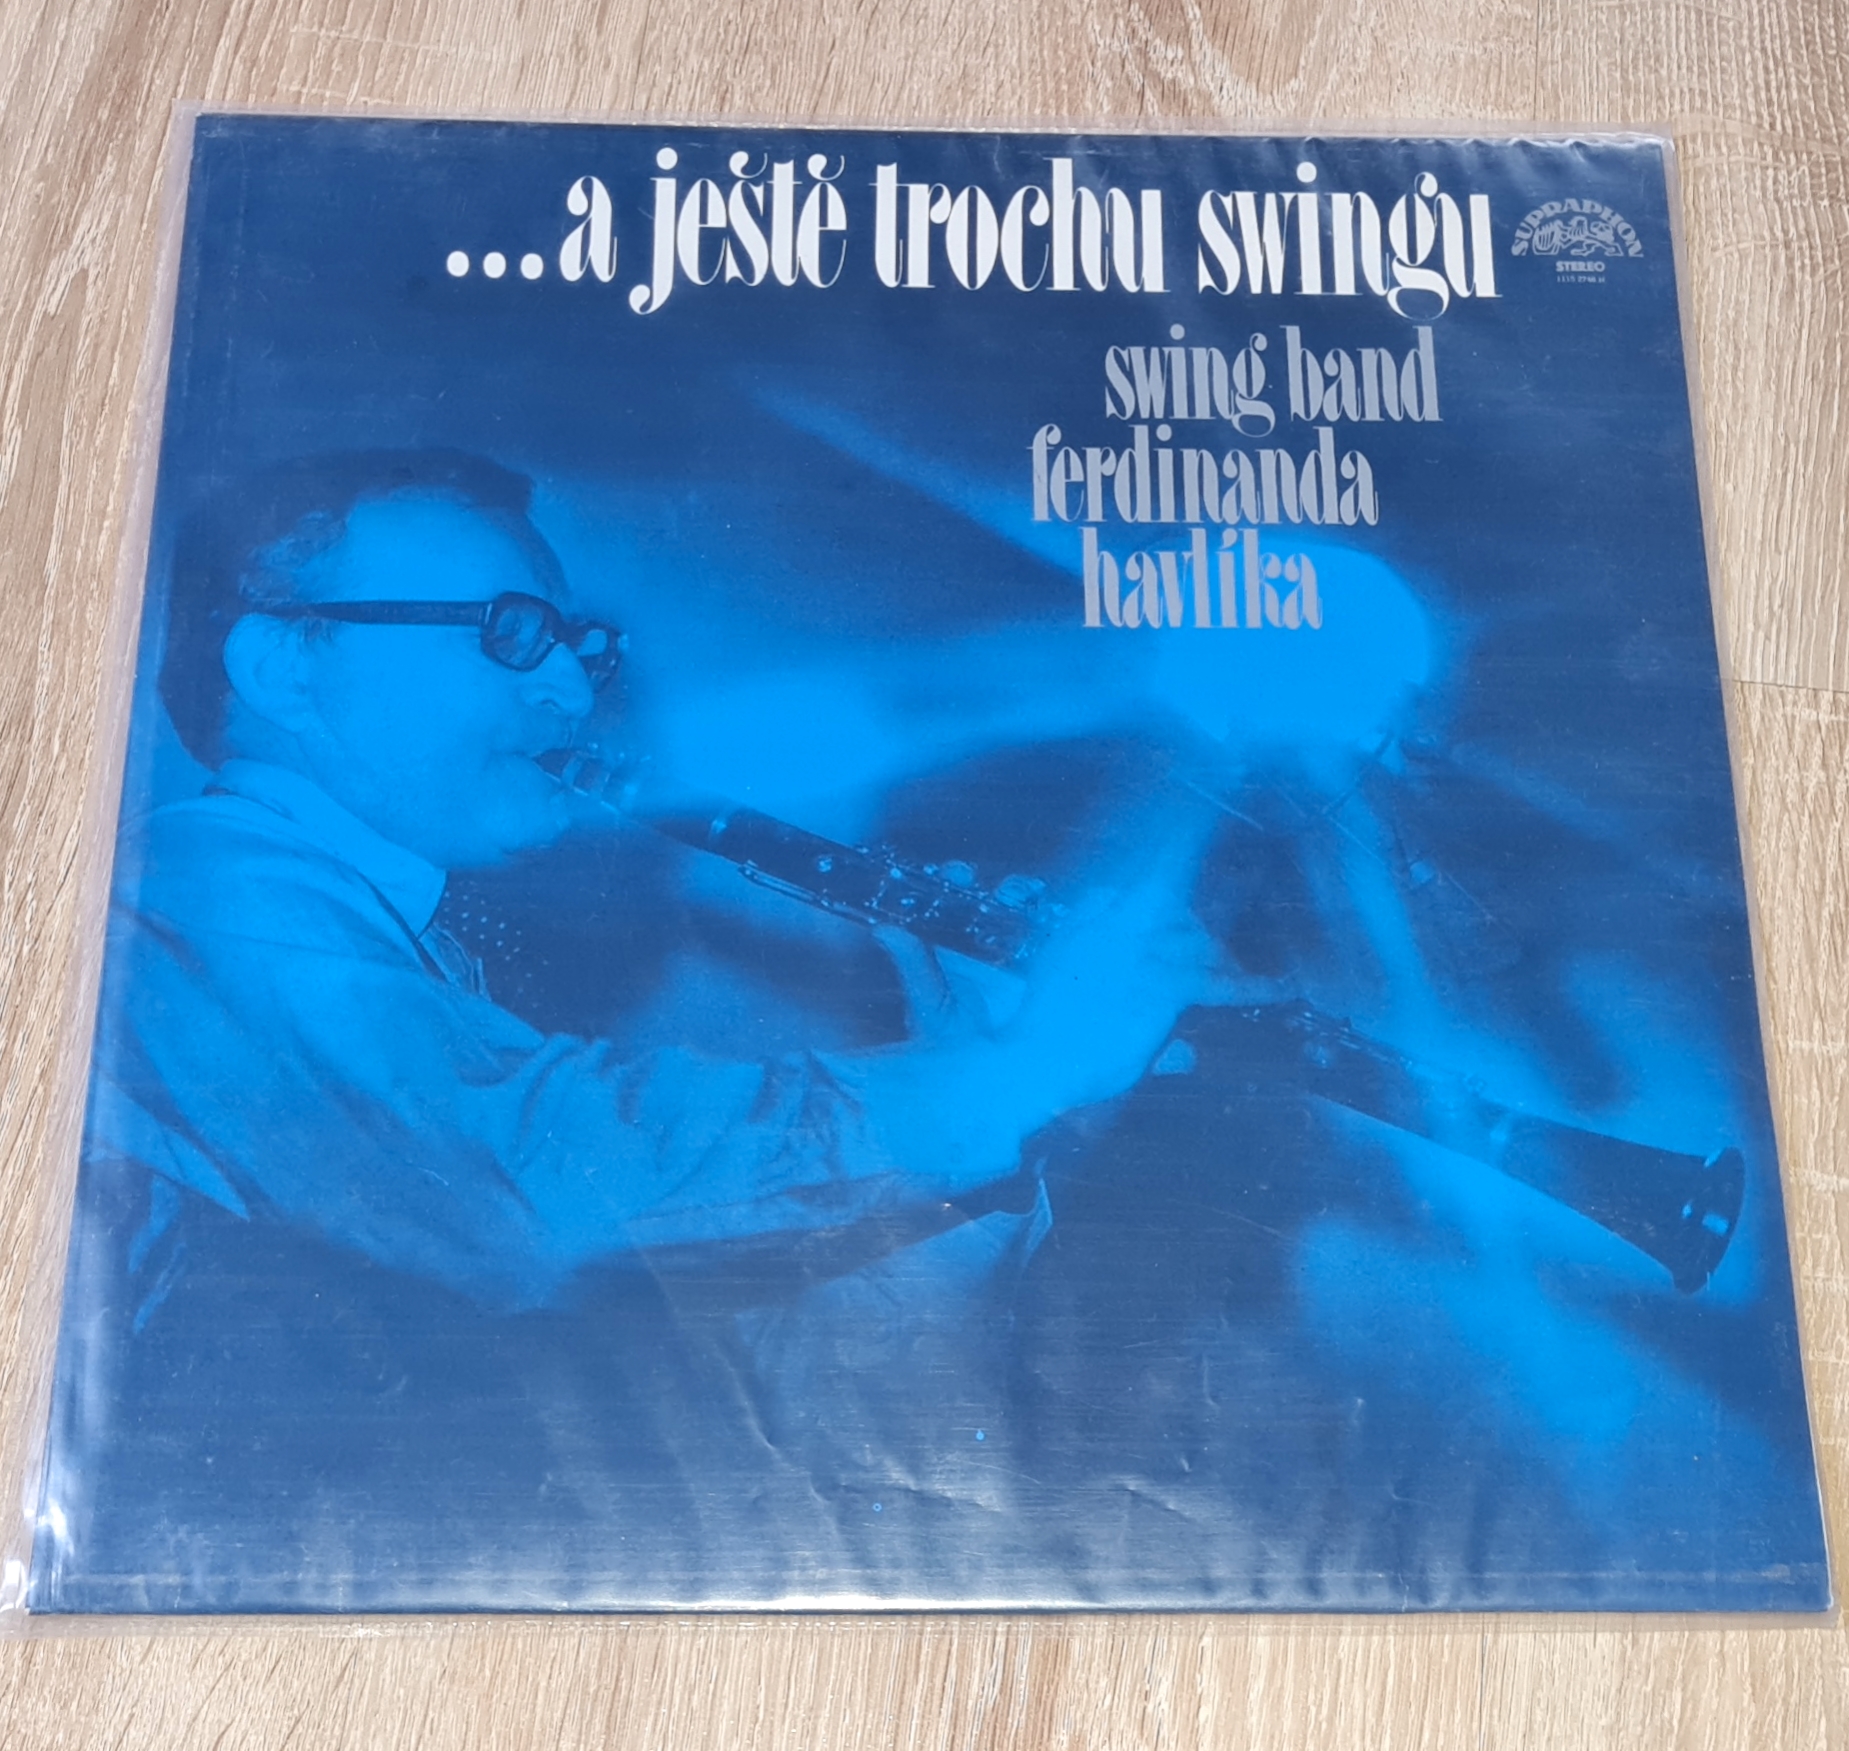 ...a ještě trochu swingu
SUPRAPHON
STEREO
swing band
ferdinanda
havlíka